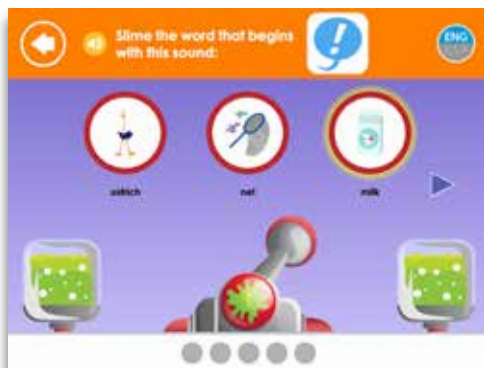 Slime the word that begins
with this sound:
ENG
ostrich
net
milk